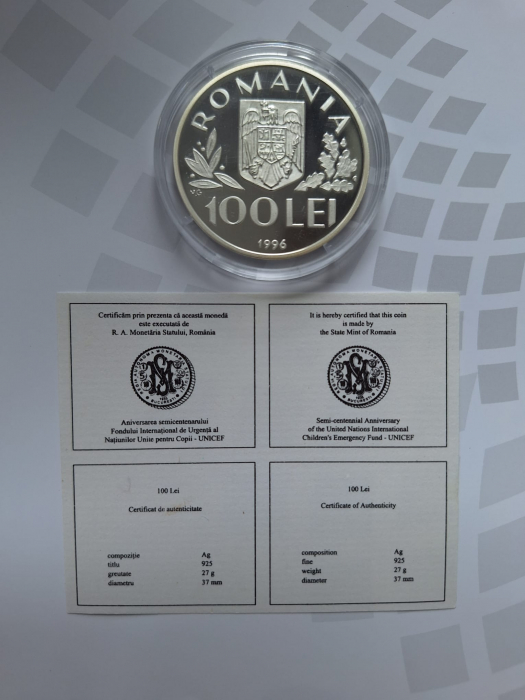 ROMANIA
100 LEI
1996
Certificăm prin prezenta că această monedă
este executată de
R. A. Monetăria Statului, România
Aniversarea semicentenarului
Fondului Internațional de Urgență al
Națiunilor Unite pentru Copii - UNICEF
It is hereby certified that this coin
is made by
the State Mint of Romania
Semi-centennial Anniversary
of the United Nations International
Children's Emergency Fund - UNICEF
100 Lei
Certificat de autenticitate
compoziție Ag
titlu 925
greutate 27 g
diametru 37 mm
100 Lei
Certificate of Authenticity
composition Ag
fine 925
weight 27 g
diameter 37 mm